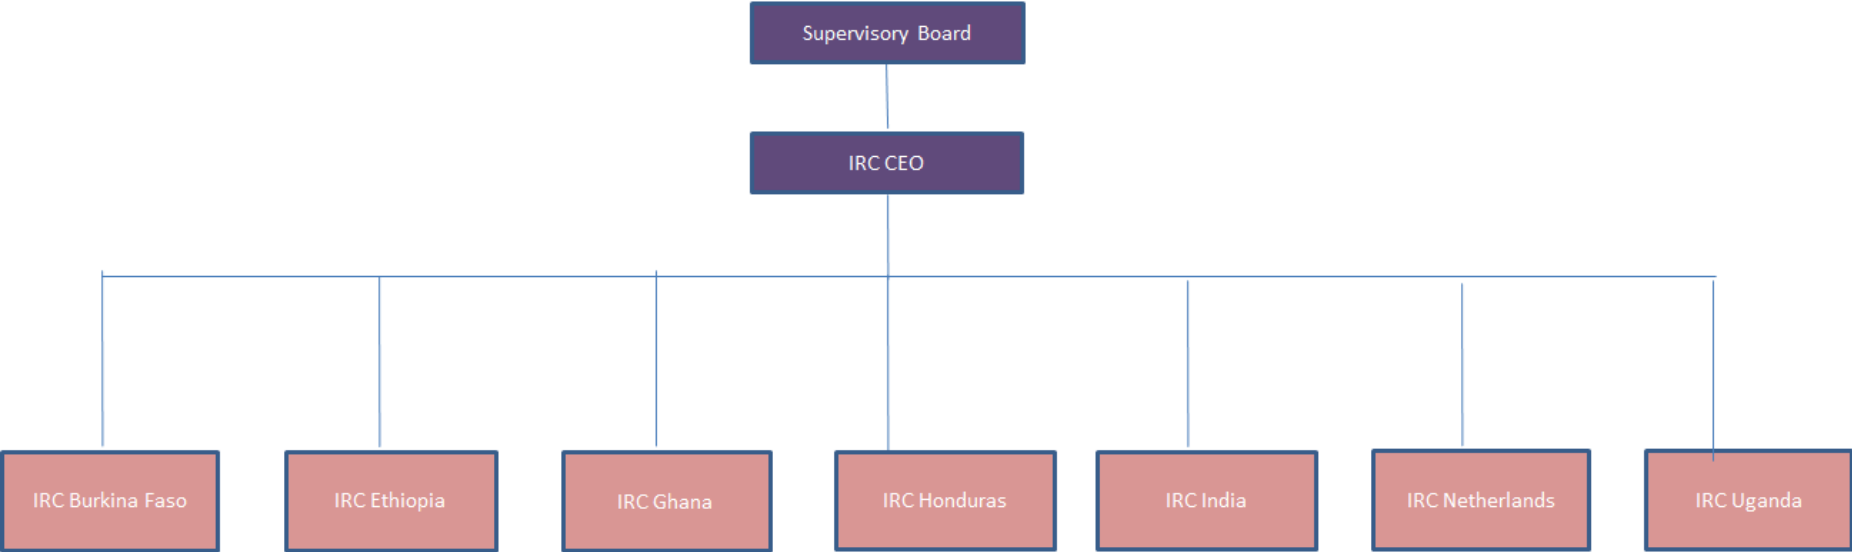 Supervisory Board
IRC CEO
IRC Burkina Faso
IRC Ethiopia
IRC Ghana
IRC Honduras
IRC India
IRC Netherlands
IRC Uganda